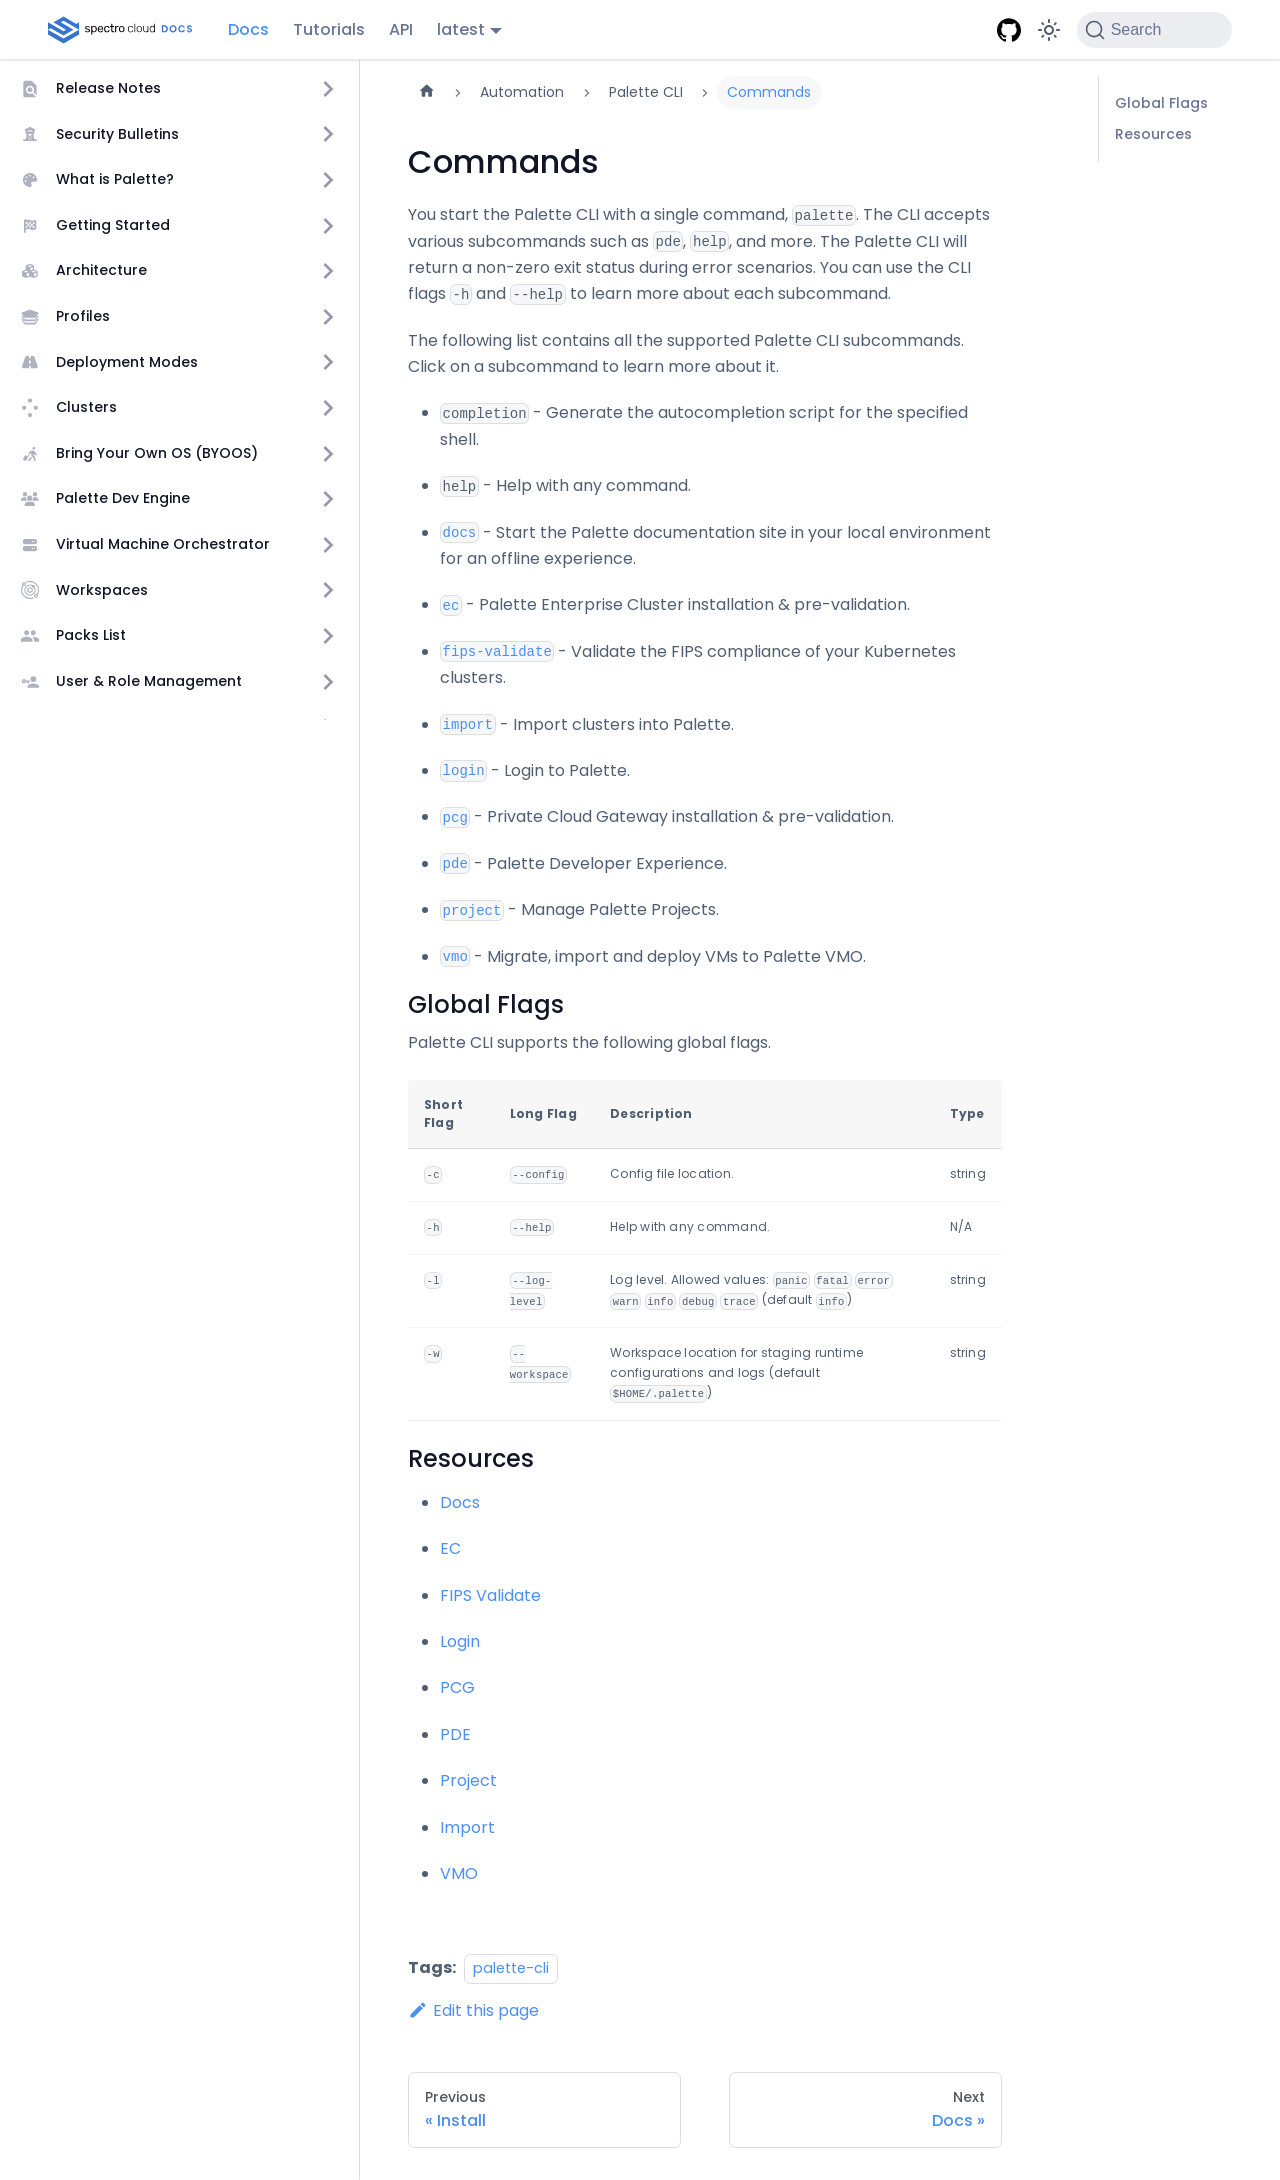 spectro cloud DOCS
Docs
Tutorials
API
latest
Search
Release Notes
Security Bulletins
What is Palette?
Getting Started
Architecture
Profiles
Deployment Modes
Clusters
Bring Your Own OS (BYOOS)
Palette Dev Engine
Virtual Machine Orchestrator
Workspaces
Packs List
User & Role Management
Automation
Palette CLI
Commands
Commands
You start the Palette CLI with a single command, palette. The CLI accepts
various subcommands such as pde, help, and more. The Palette CLI will
return a non-zero exit status during error scenarios. You can use the CLI
flags -h and --help to learn more about each subcommand.
The following list contains all the supported Palette CLI subcommands.
Click on a subcommand to learn more about it.
completion - Generate the autocompletion script for the specified
shell.
help - Help with any command.
docs - Start the Palette documentation site in your local environment
for an offline experience.
ec - Palette Enterprise Cluster installation & pre-validation.
fips-validate - Validate the FIPS compliance of your Kubernetes
clusters.
import - Import clusters into Palette.
login - Login to Palette.
pcg - Private Cloud Gateway installation & pre-validation.
pde - Palette Developer Experience.
project - Manage Palette Projects.
vmo - Migrate, import and deploy VMs to Palette VMO.
Global Flags
Palette CLI supports the following global flags.
Short
Flag
Long Flag
Description
Type
-c
--config
Config file location.
string
-h
--help
Help with any command.
N/A
-l
--log-
level
Log level. Allowed values: panic fatal error
warn info debug trace (default info)
string
-w
--
workspace
Workspace location for staging runtime
configurations and logs (default
$HOME/.palette)
string
Resources
Docs
EC
FIPS Validate
Login
PCG
PDE
Project
Import
VMO
Tags: palette-cli
Edit this page
Previous
« Install
Next
Docs »
Global Flags
Resources